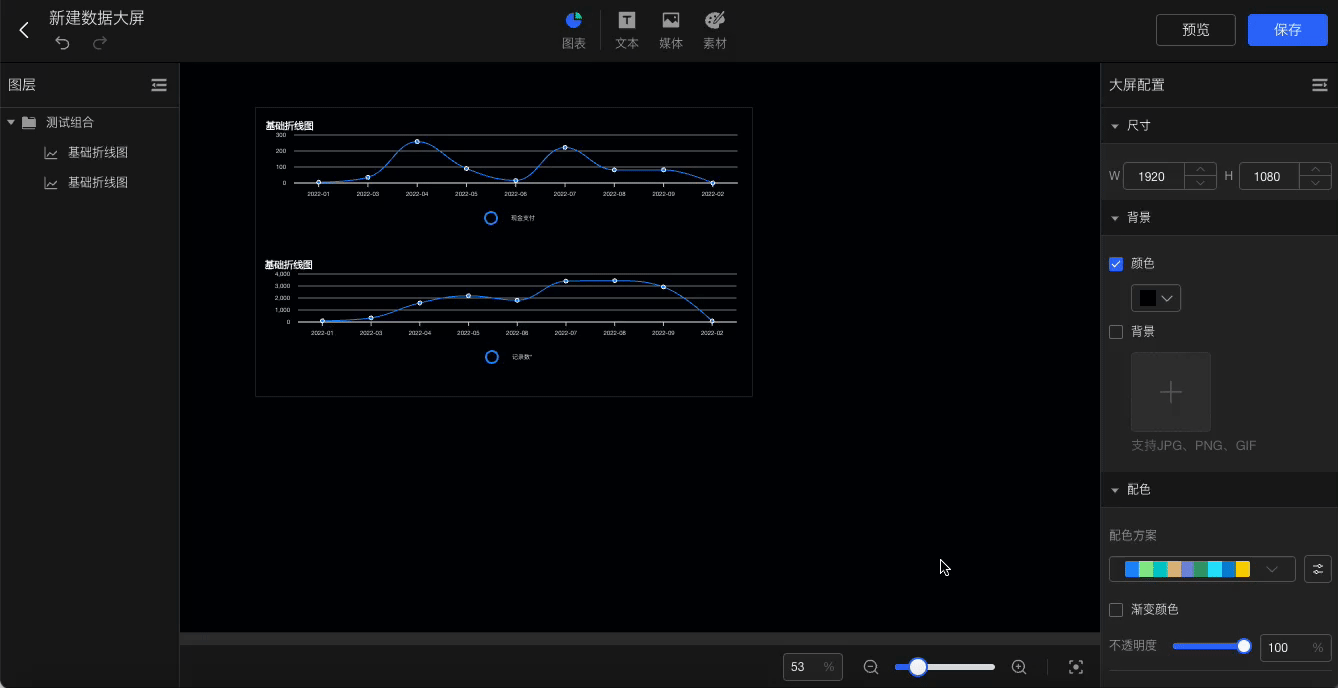 新建数据大屏
图表
文本
媒体
素材
预览
保存
图层
测试组合
基础折线图
基础折线图
基础折线图
300
200
100
0
2022-01
2022-03
2022-04
2022-05
2022-06
2022-07
2022-08
2022-09
2022-02
现金支付
基础折线图
4,000
3,000
2,000
1,000
0
2022-01
2022-03
2022-04
2022-05
2022-06
2022-07
2022-08
2022-09
2022-02
记录数*
53 %
大屏配置
尺寸
W 1920 H 1080
背景
颜色
背景
支持JPG、PNG、GIF
配色
配色方案
渐变颜色
不透明度 100 %